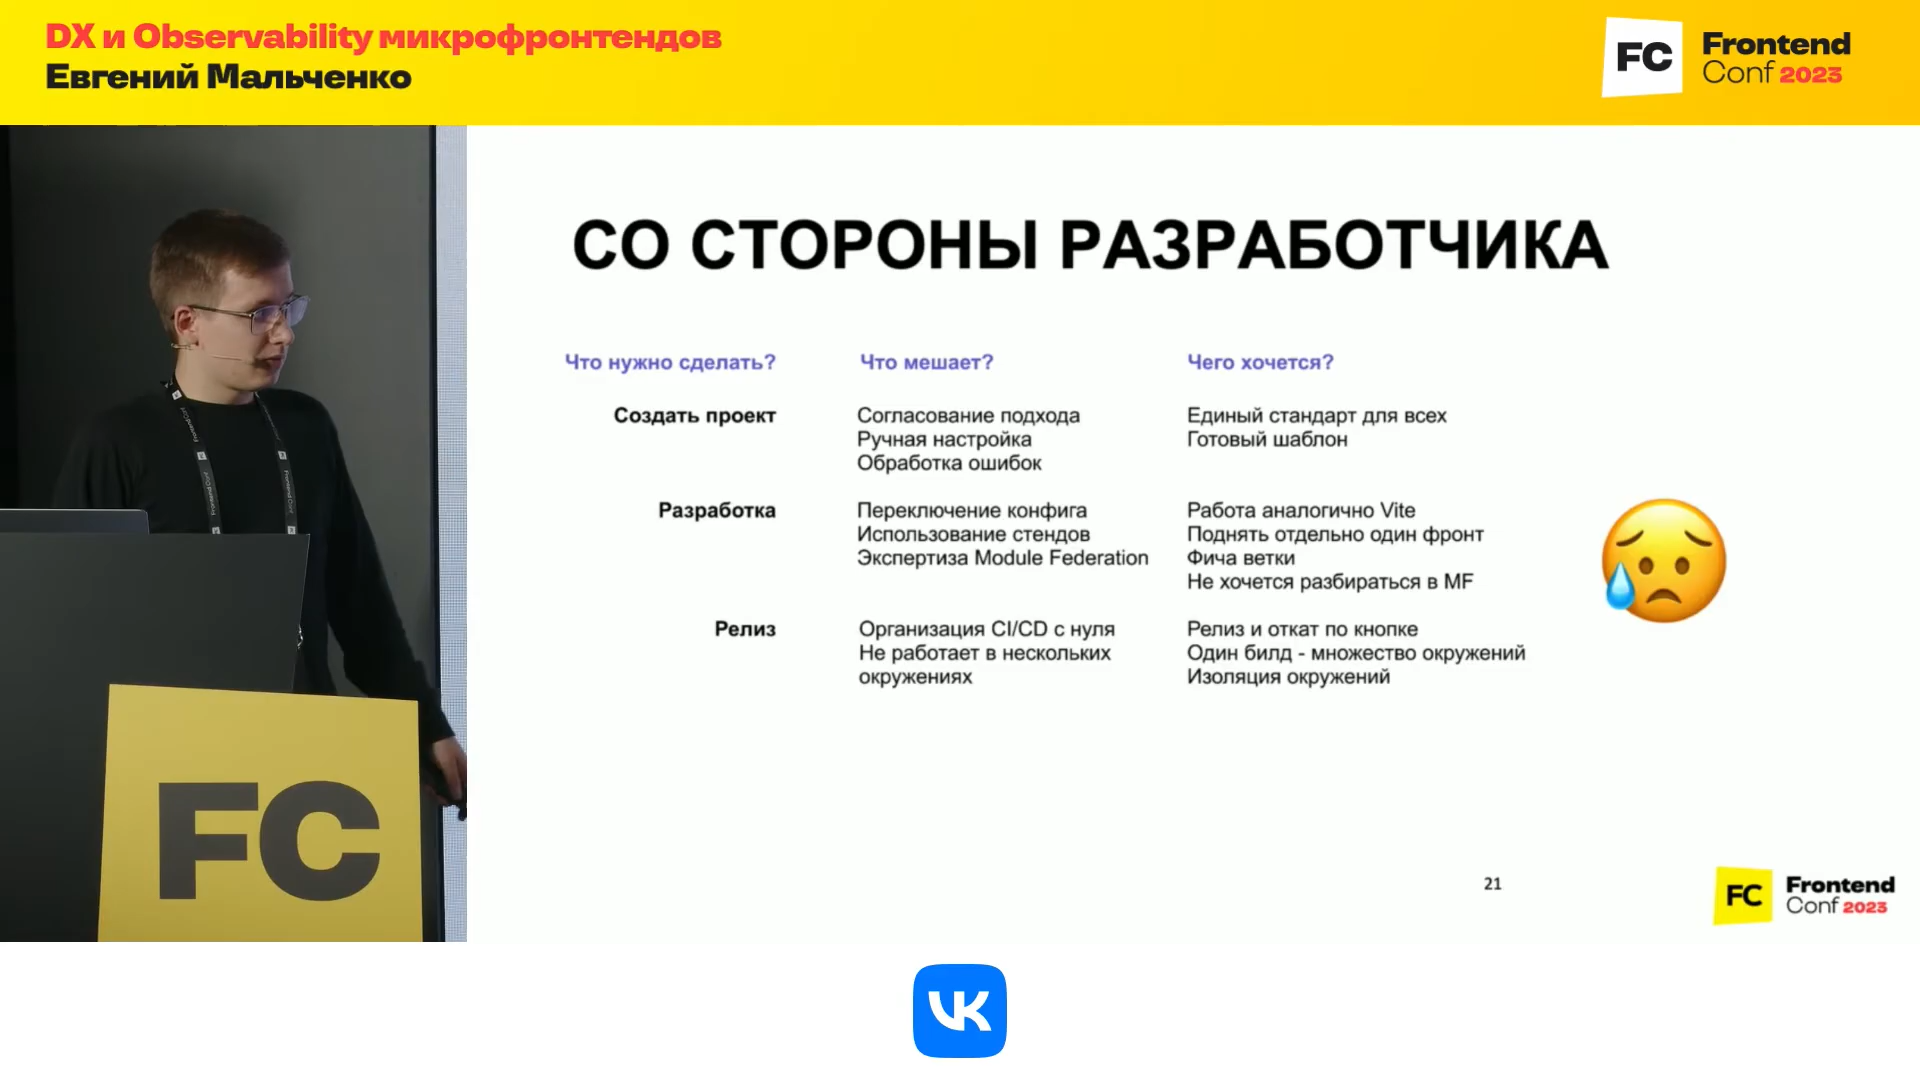 DX и Observability микрофронтендов
Евгений Мальченко
FC
Frontend
Conf 2023
СО СТОРОНЫ РАЗРАБОТЧИКА
Что нужно сделать?
Что мешает?
Чего хочется?
Создать проект
Согласование подхода
Ручная настройка
Обработка ошибок
Единый стандарт для всех
Готовый шаблон
Разработка
Переключение конфига
Использование стендов
Экспертиза Module Federation
Работа аналогично Vite
Поднять отдельно один фронт
Фича ветки
Не хочется разбираться в MF
Релиз
Организация CI/CD с нуля
Не работает в нескольких
окружениях
Релиз и откат по кнопке
Один билд - множество окружений
Изоляция окружений
21
FC
Frontend
Conf 2023
FC
VK